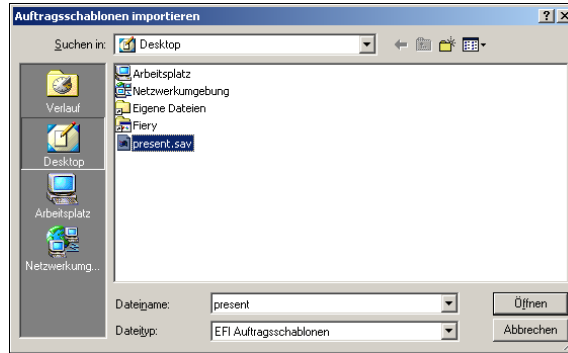 Auftragsschablonen importieren
Suchen in: Desktop
Arbeitsplatz
Netzwerkumgebung
Eigene Dateien
Fiery
present.sav
Verlauf
Desktop
Arbeitsplatz
Netzwerkumg...
Dateiname: present Öffnen
Dateityp: EFI Auftragsschablonen Abbrechen